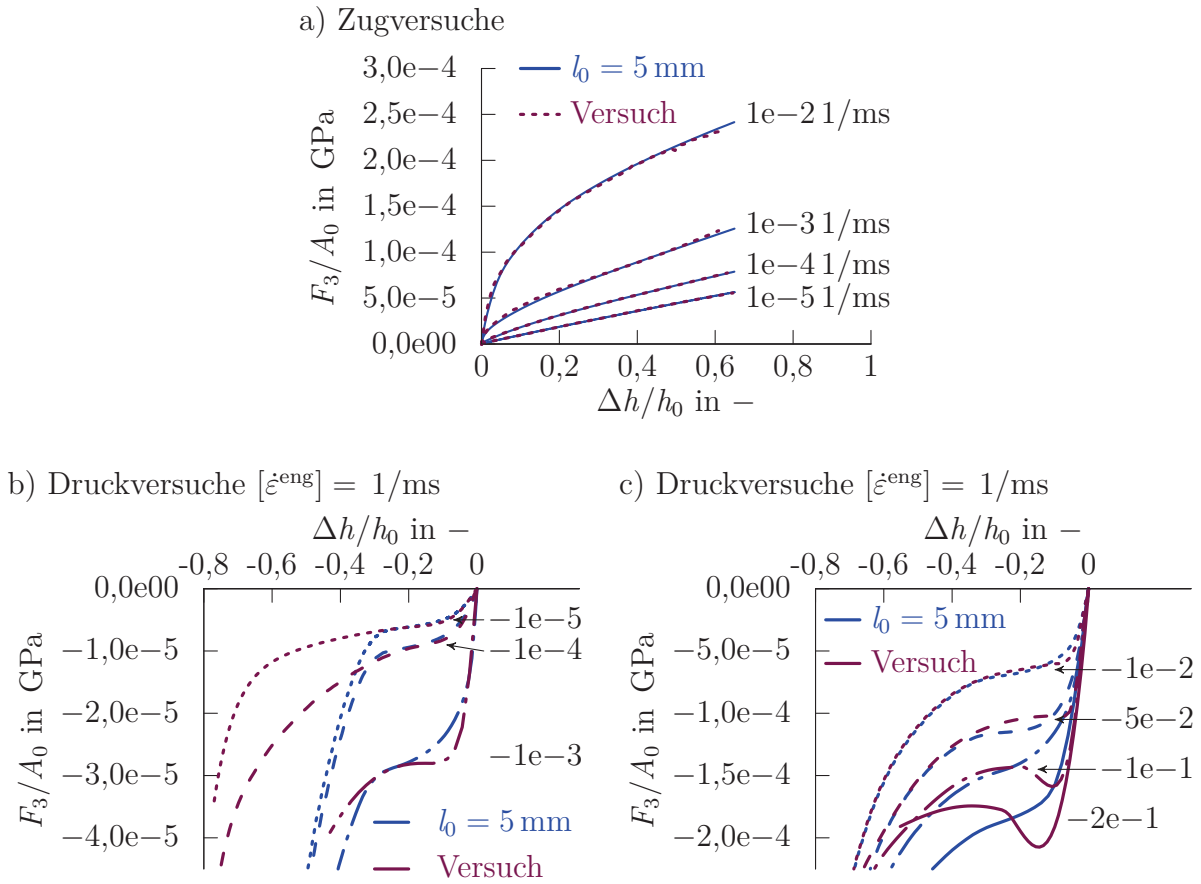 a) Zugversuche
l₀ = 5 mm
Versuch
F₃/A₀ in GPa
3,0e−4
2,5e−4
2,0e−4
1,5e−4
1,0e−4
5,0e−5
0,0e00
1e−2 1/ms
1e−3 1/ms
1e−4 1/ms
1e−5 1/ms
0 0,2 0,4 0,6 0,8 1
Δh/h₀ in −
b) Druckversuche [ε̇ᵉⁿᵍ] = 1/ms
Δh/h₀ in −
-0,8 -0,6 -0,4 -0,2 0
F₃/A₀ in GPa
0,0e00
−1,0e−5
−2,0e−5
−3,0e−5
−4,0e−5
−1e−5
−1e−4
−1e−3
l₀ = 5 mm
Versuch
c) Druckversuche [ε̇ᵉⁿᵍ] = 1/ms
Δh/h₀ in −
-0,8 -0,6 -0,4 -0,2 0
F₃/A₀ in GPa
0,0e00
−5,0e−5
−1,0e−4
−1,5e−4
−2,0e−4
l₀ = 5 mm
Versuch
−1e−2
−5e−2
−1e−1
−2e−1